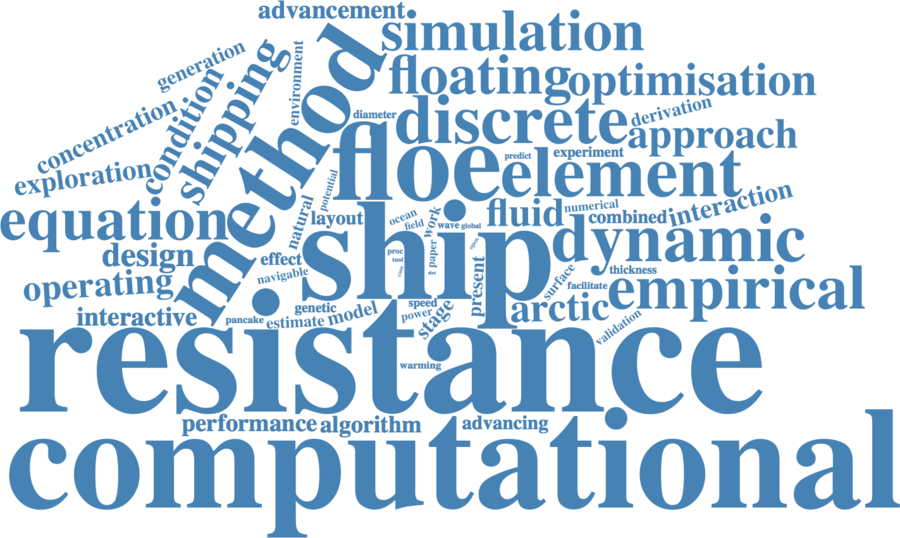 advancement
simulation
generation
method
floating
optimisation
environment
shipping
condition
concentration
diameter
discrete
derivation
approach
exploration
floe
predict
experiment
element
potential
natural
equation
layout
ocean
field
work
wave
global
fluid
numerical
combined
interaction
ship
dynamic
design
effect
proc
tool
paper
open
operating
navigable
present
surface
thickness
facilitate
empirical
interactive
pancake
genetic
estimate
model
speed
power
stage
arctic
validation
resistance
warming
performance
algorithm
advancing
computational